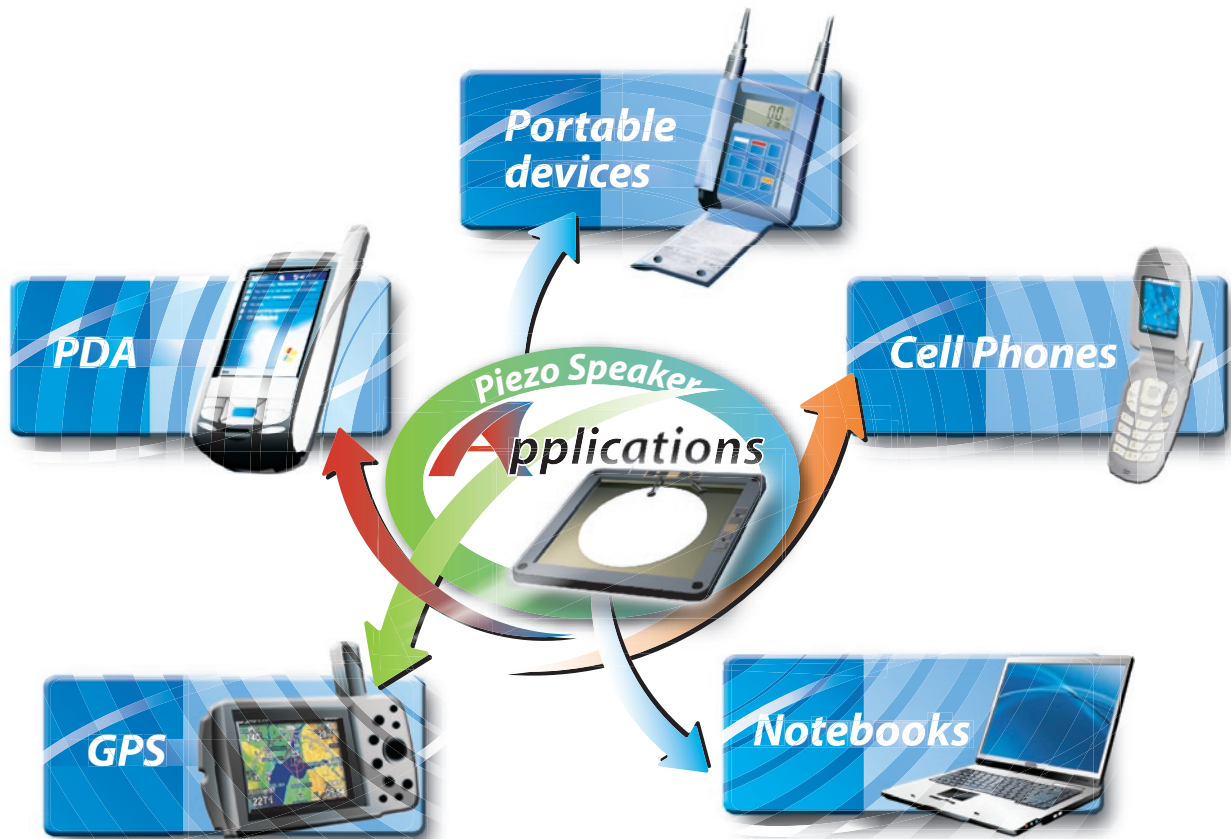 Portable
devices
PDA
Cell Phones
Piezo Speaker
Applications
GPS
Notebooks